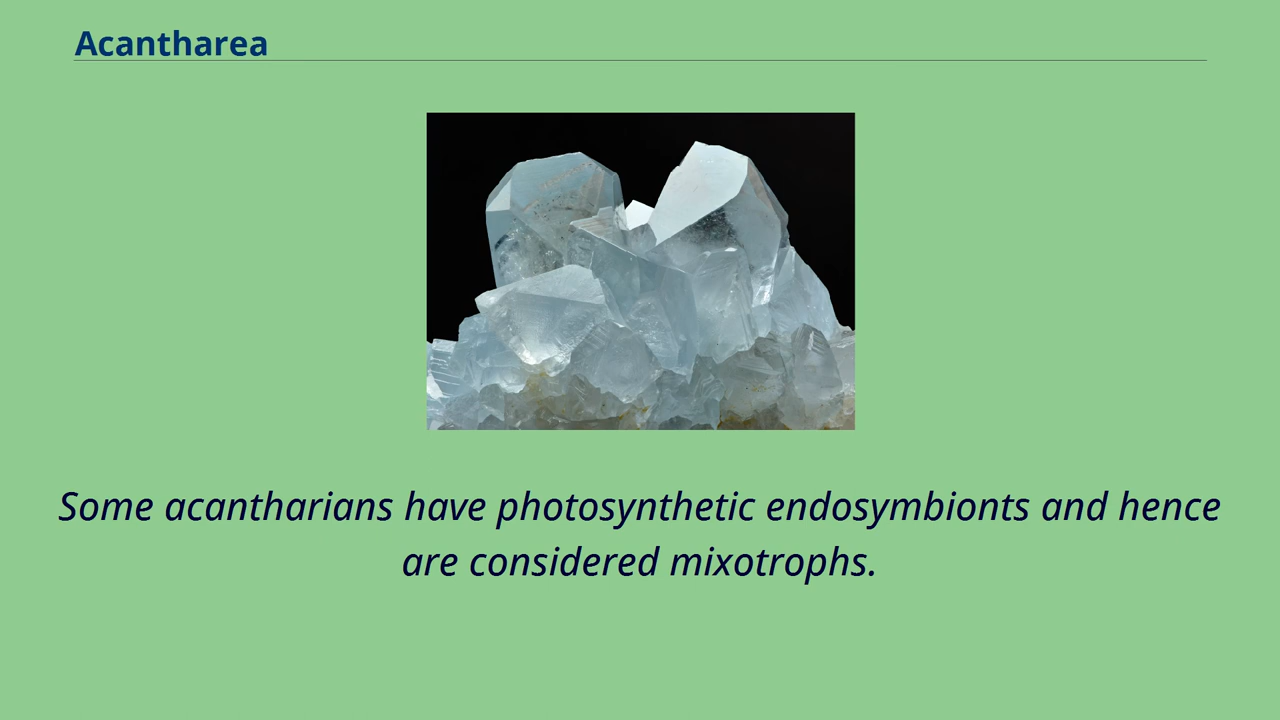 Acantharea
Some acantharians have photosynthetic endosymbionts and hence
are considered mixotrophs.